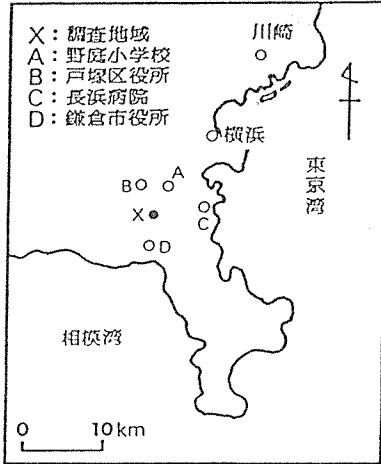 X：調査地域
A：野庭小学校
B：戸塚区役所
C：長浜病院
D：鎌倉市役所
川崎
横浜
東京湾
A
B
X
C
D
相模湾
0 10km